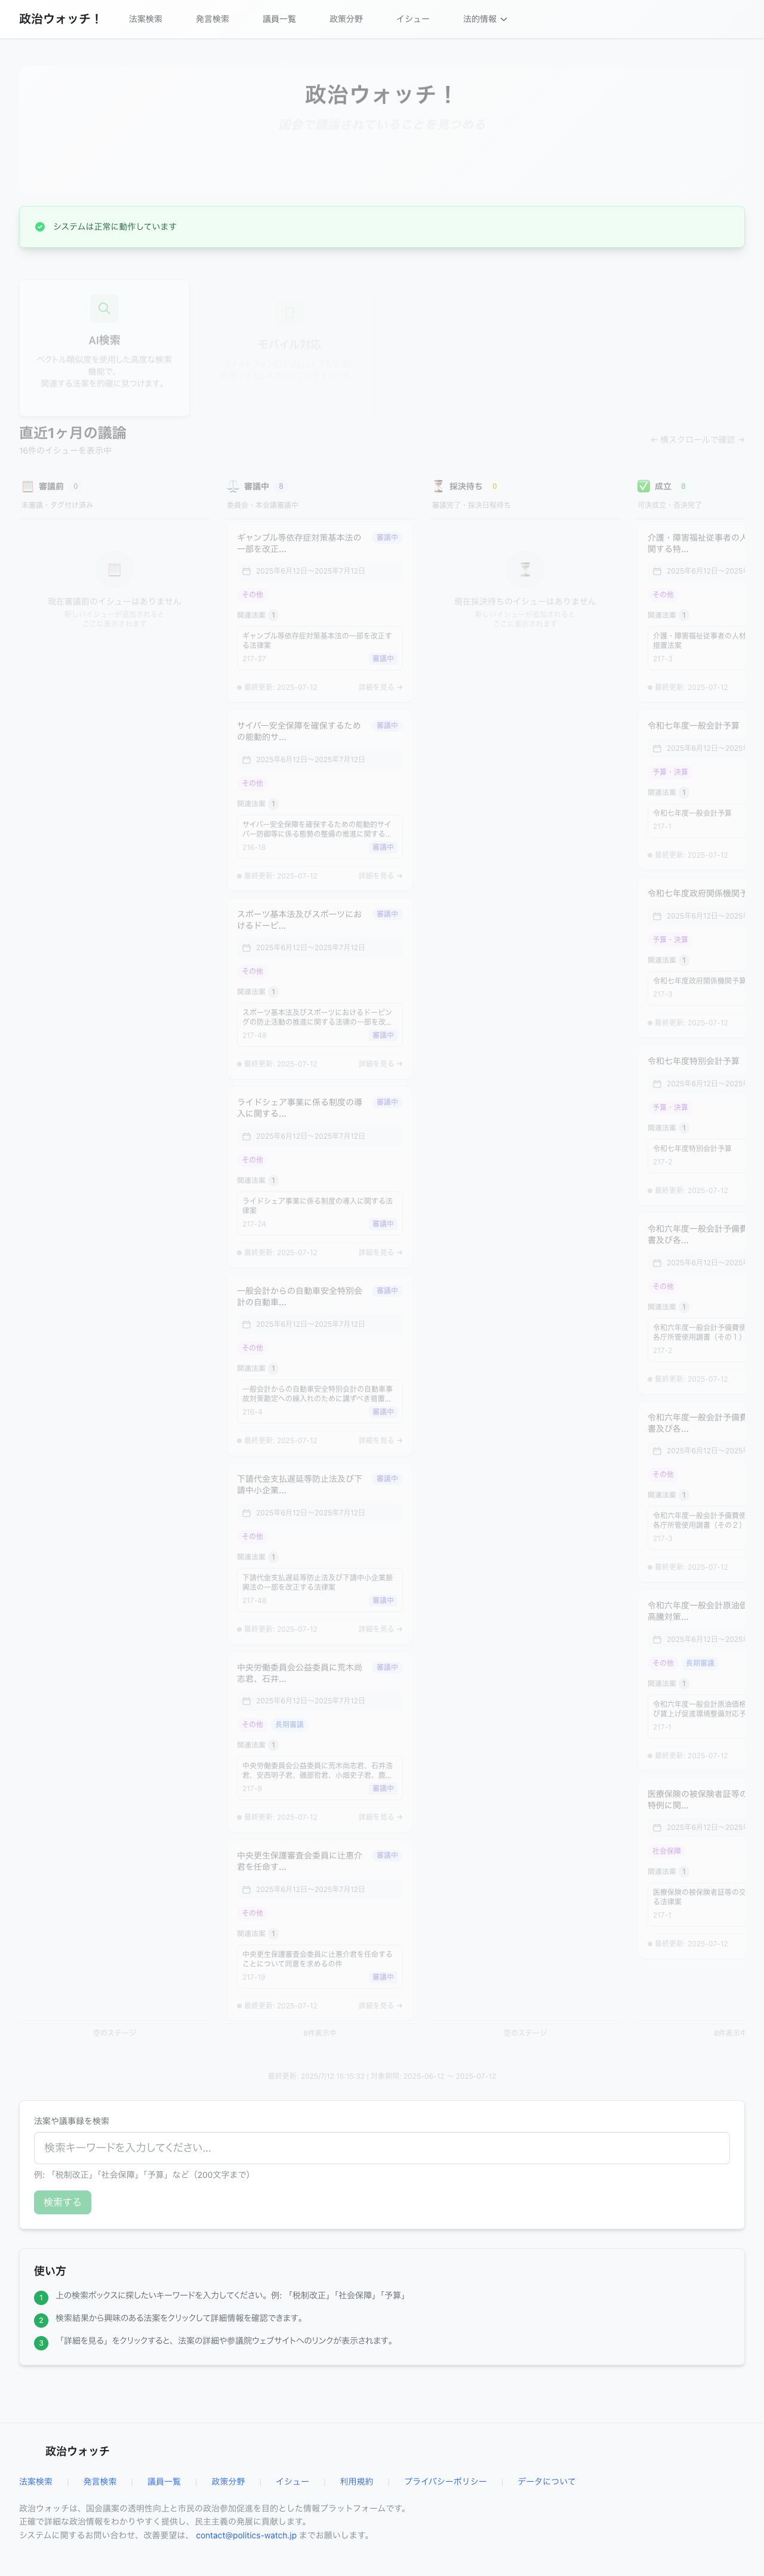 政治ウォッチ！
法案検索
発言検索
議員一覧
政策分野
イシュー
法的情報
政治ウォッチ！
国会で議論されていることを見つめる
システムは正常に動作しています
AI検索
ベクトル類似度を使用した高度な検索
機能で、
関連する法案を的確に見つけます。
モバイル対応
直近1ヶ月の議論
16件のイシューを表示中
← 横スクロールで確認 →
審議前 0
未審議・タグ付け済み
現在審議前のイシューはありません
新しいイシューが追加されると
ここに表示されます
空のステージ
審議中 8
委員会・本会議審議中
ギャンブル等依存症対策基本法の
一部を改正...
審議中
2025年6月12日〜2025年7月12日
その他
関連法案 1
ギャンブル等依存症対策基本法の一部を改正す
る法律案
217-37
審議中
最終更新: 2025-07-12
詳細を見る →
サイバー安全保障を確保するため
の能動的サ...
審議中
2025年6月12日〜2025年7月12日
その他
関連法案 1
サイバー安全保障を確保するための能動的サイ
バー防御等に係る態勢の整備の推進に関する...
216-18
審議中
最終更新: 2025-07-12
詳細を見る →
スポーツ基本法及びスポーツにお
けるドーピ...
審議中
2025年6月12日〜2025年7月12日
その他
関連法案 1
スポーツ基本法及びスポーツにおけるドーピン
グの防止活動の推進に関する法律の一部を改...
217-48
審議中
最終更新: 2025-07-12
詳細を見る →
ライドシェア事業に係る制度の導
入に関する...
審議中
2025年6月12日〜2025年7月12日
その他
関連法案 1
ライドシェア事業に係る制度の導入に関する法
律案
217-24
審議中
最終更新: 2025-07-12
詳細を見る →
一般会計からの自動車安全特別会
計の自動車...
審議中
2025年6月12日〜2025年7月12日
その他
関連法案 1
一般会計からの自動車安全特別会計の自動車事
故対策勘定への繰入れのために講ずべき措置...
216-4
審議中
最終更新: 2025-07-12
詳細を見る →
下請代金支払遅延等防止法及び下
請中小企業...
審議中
2025年6月12日〜2025年7月12日
その他
関連法案 1
下請代金支払遅延等防止法及び下請中小企業振
興法の一部を改正する法律案
217-48
審議中
最終更新: 2025-07-12
詳細を見る →
中央労働委員会公益委員に荒木尚
志君、石井...
審議中
2025年6月12日〜2025年7月12日
その他
長期審議
関連法案 1
中央労働委員会公益委員に荒木尚志君、石井浩
君、安西明子君、磯部哲君、小畑史子君、鹿...
217-9
審議中
最終更新: 2025-07-12
詳細を見る →
中央更生保護審査会委員に辻惠介
君を任命す...
審議中
2025年6月12日〜2025年7月12日
その他
関連法案 1
中央更生保護審査会委員に辻惠介君を任命する
ことについて同意を求めるの件
217-19
審議中
最終更新: 2025-07-12
詳細を見る →
8件表示中
採決待ち 0
審議完了・採決日程待ち
現在採決待ちのイシューはありません
新しいイシューが追加されると
ここに表示されます
空のステージ
成立 8
可決成立・否決完了
介護・障害福祉従事者の人
関する特...
2025年6月12日〜2025年
その他
関連法案 1
介護・障害福祉従事者の人材
措置法案
217-3
最終更新: 2025-07-12
令和七年度一般会計予算
2025年6月12日〜2025年
予算・決算
関連法案 1
令和七年度一般会計予算
217-1
最終更新: 2025-07-12
令和七年度政府関係機関予
2025年6月12日〜2025年
予算・決算
関連法案 1
令和七年度政府関係機関予算
217-3
最終更新: 2025-07-12
令和七年度特別会計予算
2025年6月12日〜2025年
予算・決算
関連法案 1
令和七年度特別会計予算
217-2
最終更新: 2025-07-12
令和六年度一般会計予備費
書及び各...
2025年6月12日〜2025年
その他
関連法案 1
令和六年度一般会計予備費使
各庁所管使用調書（その１）
217-2
最終更新: 2025-07-12
令和六年度一般会計予備費
書及び各...
2025年6月12日〜2025年
その他
関連法案 1
令和六年度一般会計予備費使
各庁所管使用調書（その２）
217-3
最終更新: 2025-07-12
令和六年度一般会計原油価
高騰対策...
2025年6月12日〜2025年
その他
長期審議
関連法案 1
令和六年度一般会計原油価格
び賃上げ促進環境整備対応予
217-1
最終更新: 2025-07-12
医療保険の被保険者証等の
特例に関...
2025年6月12日〜2025年
社会保障
関連法案 1
医療保険の被保険者証等の交
る法律案
217-1
最終更新: 2025-07-12
8件表示中
最終更新: 2025/7/12 15:15:32 | 対象期間: 2025-06-12 〜 2025-07-12
法案や議事録を検索
検索キーワードを入力してください...
例: 「税制改正」「社会保障」「予算」など（200文字まで）
検索する
使い方
1 上の検索ボックスに探したいキーワードを入力してください。例: 「税制改正」「社会保障」「予算」
2 検索結果から興味のある法案をクリックして詳細情報を確認できます。
3 「詳細を見る」をクリックすると、法案の詳細や参議院ウェブサイトへのリンクが表示されます。
政治ウォッチ
法案検索 | 発言検索 | 議員一覧 | 政策分野 | イシュー | 利用規約 | プライバシーポリシー | データについて
政治ウォッチは、国会議案の透明性向上と市民の政治参加促進を目的とした情報プラットフォームです。
正確で詳細な政治情報をわかりやすく提供し、民主主義の発展に貢献します。
システムに関するお問い合わせ、改善要望は、 contact@politics-watch.jp までお願いします。